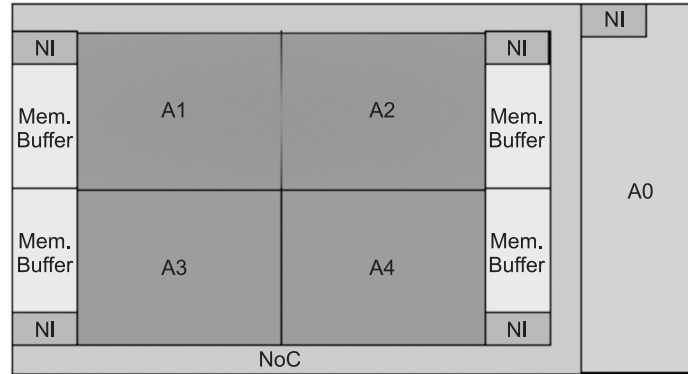 NI
NI
NI
Mem.
Buffer
A1
A2
Mem.
Buffer
A0
Mem.
Buffer
A3
A4
Mem.
Buffer
NI
NI
NoC